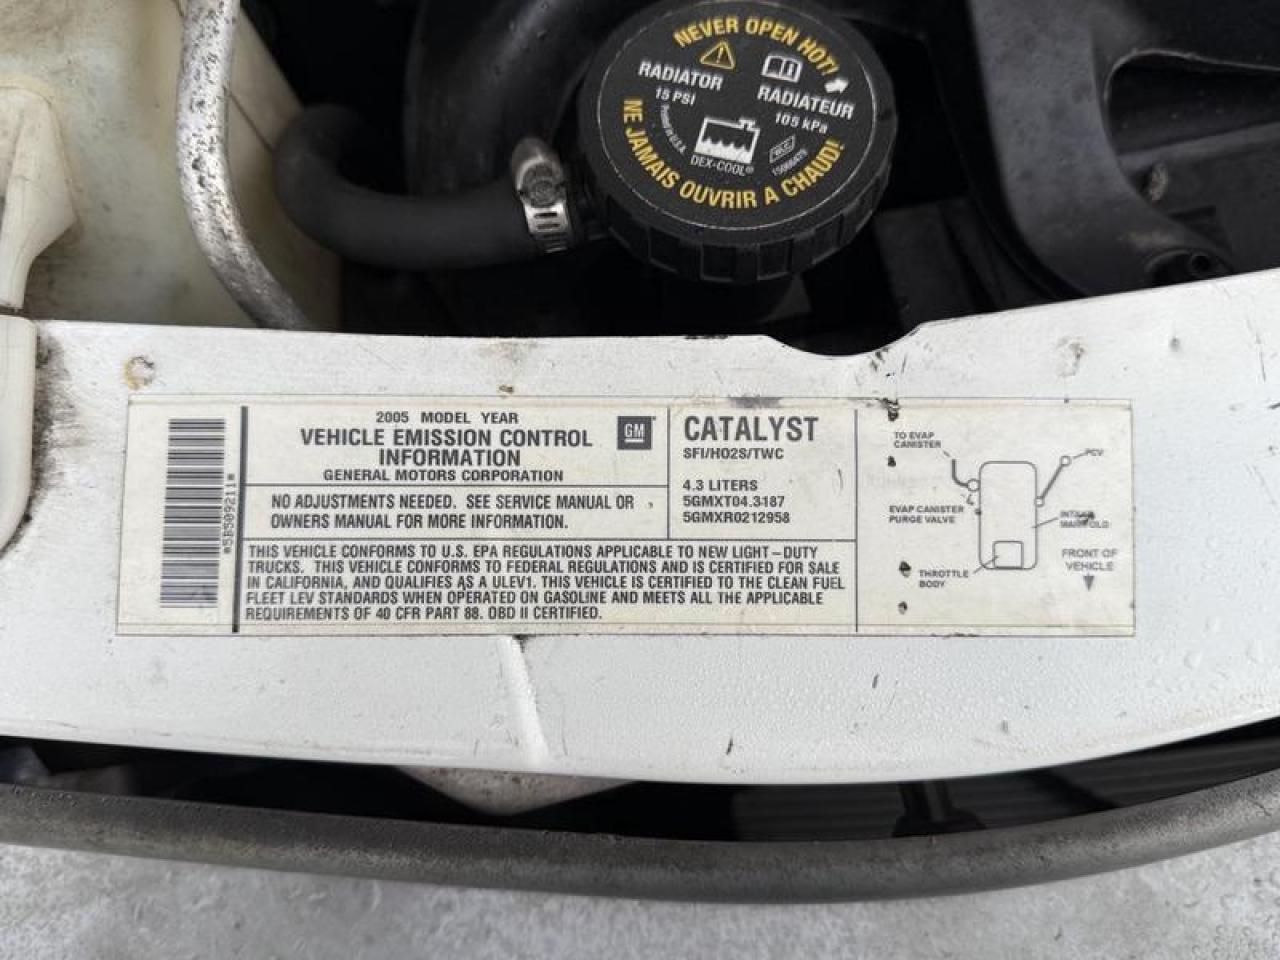 NEVER OPEN HOT!
RADIATOR
15 PSI
RADIATEUR
105 kPa
Printed in U.S.A.
DEX-COOL®
NE JAMAIS OUVRIR A CHAUD!
*5B509211*
2005 MODEL YEAR
VEHICLE EMISSION CONTROL
INFORMATION
GENERAL MOTORS CORPORATION
GM
NO ADJUSTMENTS NEEDED. SEE SERVICE MANUAL OR
OWNERS MANUAL FOR MORE INFORMATION.
CATALYST
SFI/HO2S/TWC
4.3 LITERS
5GMXT04.3187
5GMXR0212958
THIS VEHICLE CONFORMS TO U.S. EPA REGULATIONS APPLICABLE TO NEW LIGHT-DUTY
TRUCKS. THIS VEHICLE CONFORMS TO FEDERAL REGULATIONS AND IS CERTIFIED FOR SALE
IN CALIFORNIA, AND QUALIFIES AS A ULEV1. THIS VEHICLE IS CERTIFIED TO THE CLEAN FUEL
FLEET LEV STANDARDS WHEN OPERATED ON GASOLINE AND MEETS ALL THE APPLICABLE
REQUIREMENTS OF 40 CFR PART 88. OBD II CERTIFIED.
TO EVAP
CANISTER
PCV
EVAP CANISTER
PURGE VALVE
INTAKE
MANIFOLD
THROTTLE
BODY
FRONT OF
VEHICLE